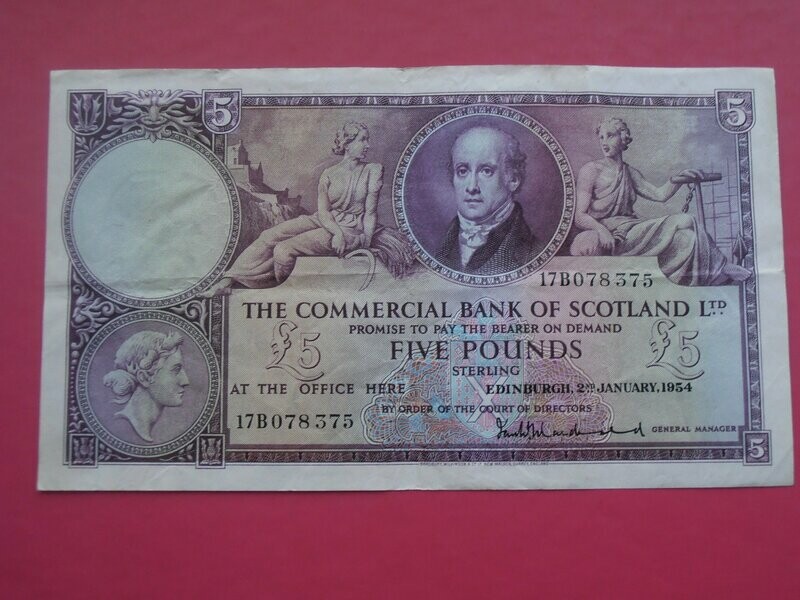 5 5
17B078375
THE COMMERCIAL BANK OF SCOTLAND LTD
PROMISE TO PAY THE BEARER ON DEMAND
£5 FIVE POUNDS £5
STERLING
AT THE OFFICE HERE EDINBURGH, 2ND JANUARY, 1954
BY ORDER OF THE COURT OF DIRECTORS
17B078375
GENERAL MANAGER
5